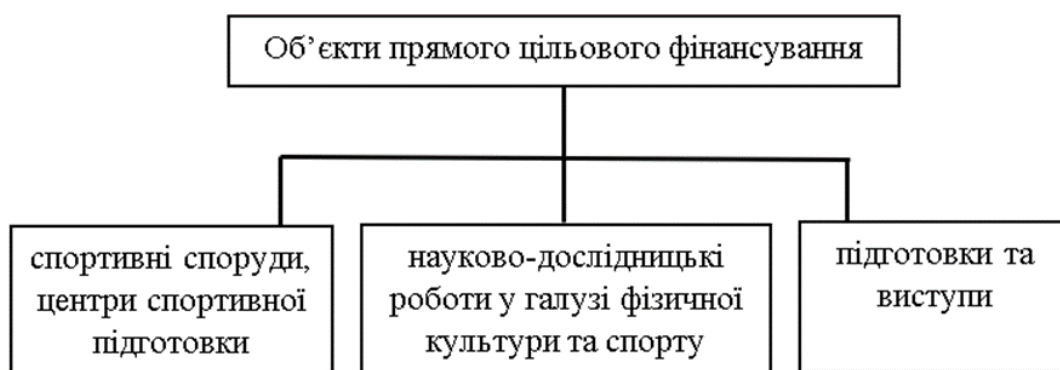 Об’єкти прямого цільового фінансування
спортивні споруди,
центри спортивної
підготовки
науково-дослідницькі
роботи у галузі фізичної
культури та спорту
підготовки та
виступи